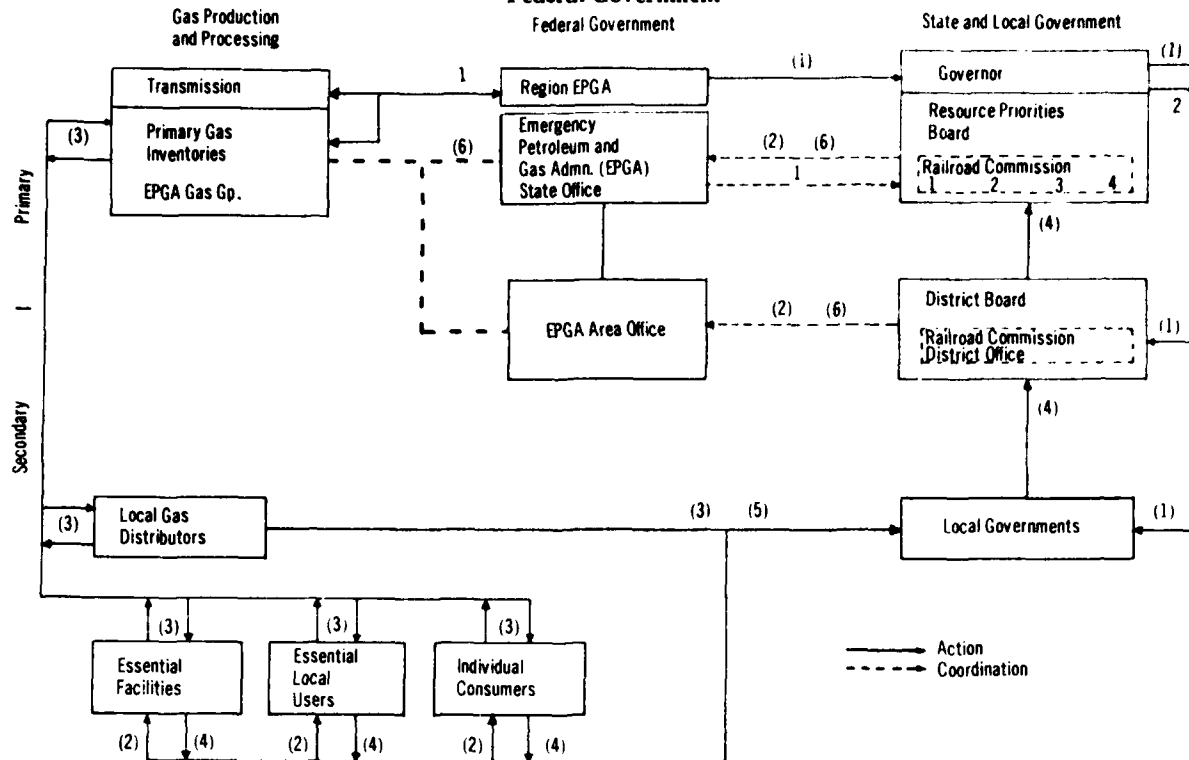 Federal Government
Gas Production
and Processing
Federal Government
State and Local Government
Transmission
Primary Gas
Inventories
EPGA Gas Gp.
1
Region EPGA
(1)
Governor
(1)
2
Emergency
Petroleum and
Gas Admn. (EPGA)
State Office
(6)
(2) (6)
1
Resource Priorities
Board
Railroad Commission
1 2 3 4
(3)
Primary
I
Secondary
(4)
EPGA Area Office
(2) (6)
District Board
Railroad Commission
District Office
(1)
(4)
(3)
Local Gas
Distributors
(3) (5)
Local Governments
(1)
(3)
(3)
(3)
Essential
Facilities
Essential
Local
Users
Individual
Consumers
Action
Coordination
(2) (4)
(2) (4)
(2) (4)